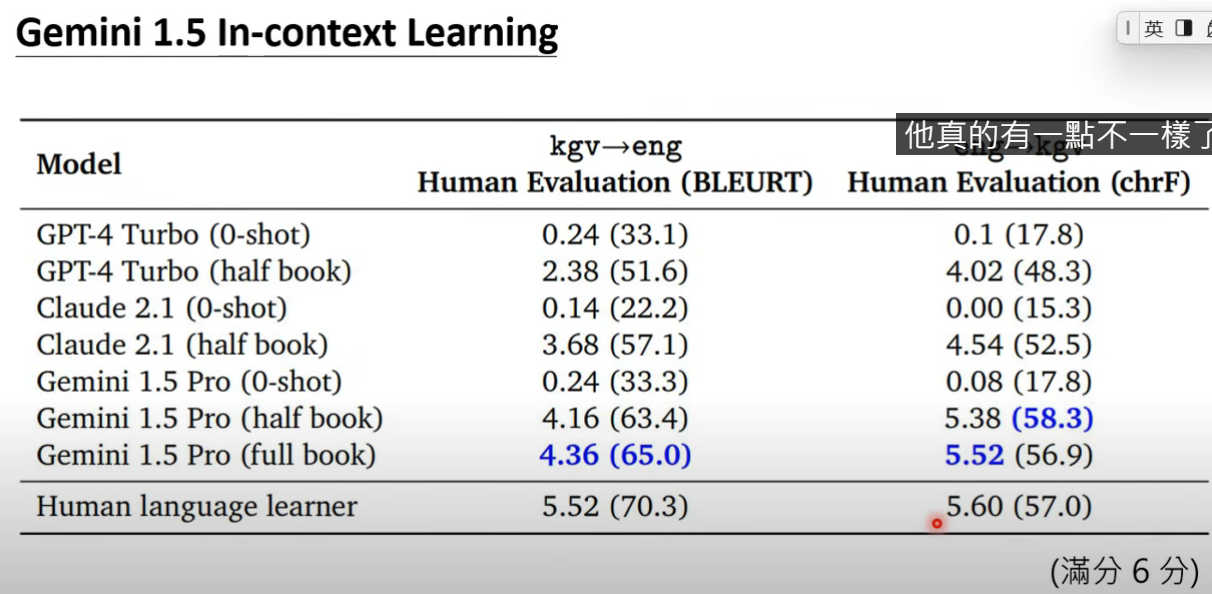 Gemini 1.5 In-context Learning
英
他真的有一點不一樣了
Model kgv→eng Human Evaluation (BLEURT) eng→kgv Human Evaluation (chrF)
GPT-4 Turbo (0-shot) 0.24 (33.1) 0.1 (17.8)
GPT-4 Turbo (half book) 2.38 (51.6) 4.02 (48.3)
Claude 2.1 (0-shot) 0.14 (22.2) 0.00 (15.3)
Claude 2.1 (half book) 3.68 (57.1) 4.54 (52.5)
Gemini 1.5 Pro (0-shot) 0.24 (33.3) 0.08 (17.8)
Gemini 1.5 Pro (half book) 4.16 (63.4) 5.38 (58.3)
Gemini 1.5 Pro (full book) 4.36 (65.0) 5.52 (56.9)
Human language learner 5.52 (70.3) 5.60 (57.0)
(滿分 6 分)